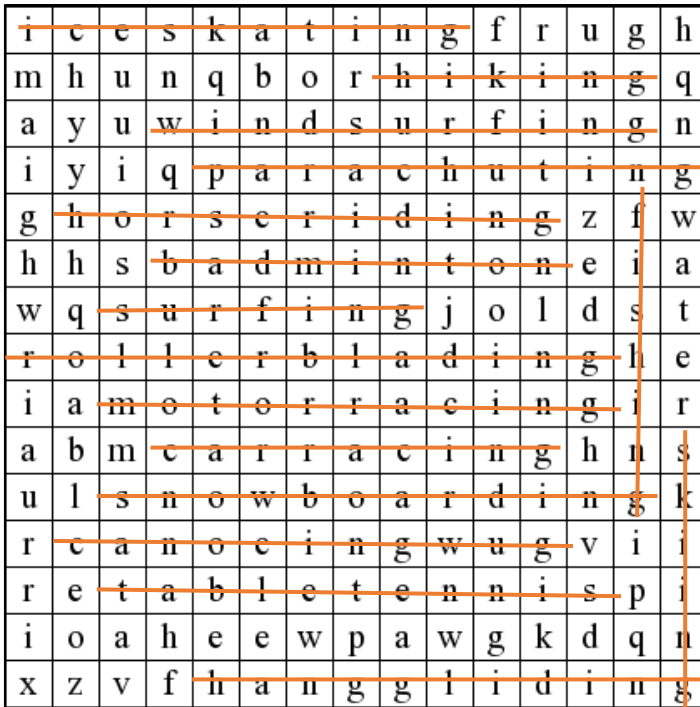 i c e s k a t i n g f r u g h
m h u n q b o r h i k i n g q
a y u w i n d s u r f i n g n
i y i q p a r a c h u t i n g
g h o r s e r i d i n g z f w
h h s b a d m i n t o n e i a
w q s u r f i n g j o l d s t
r o l l e r b l a d i n g h e
i a m o t o r r a c i n g i r
a b m c a r r a c i n g h n s
u l s n o w b o a r d i n g k
r c a n o e i n g w u g v i i
r e t a b l e t e n n i s p i
i o a h e e w p a w g k d q n
x z v f h a n g g l i d i n g